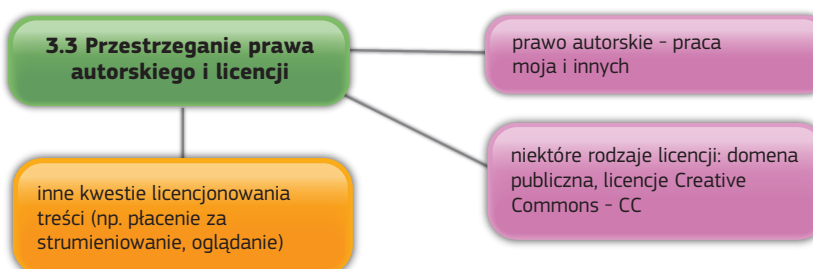 3.3 Przestrzeganie prawa
autorskiego i licencji
prawo autorskie - praca
moja i innych
niektóre rodzaje licencji: domena
publiczna, licencje Creative
Commons - CC
inne kwestie licencjonowania
treści (np. płacenie za
strumieniowanie, oglądanie)